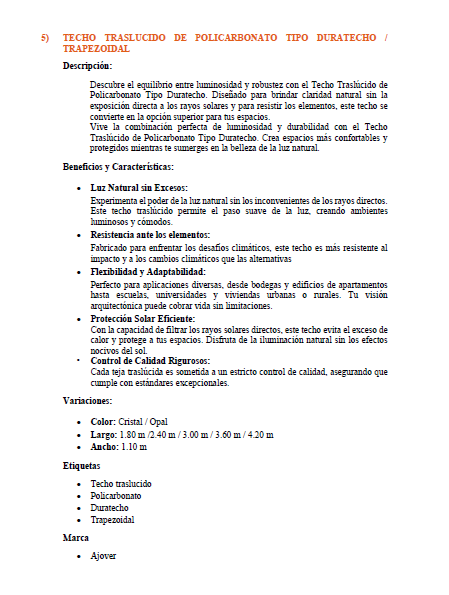 5) TECHO TRASLUCIDO DE POLICARBONATO TIPO DURATECHO /
TRAPEZOIDAL
Descripción:
Descubre el equilibrio entre luminosidad y robustez con el Techo Traslúcido de
Policarbonato Tipo Duratecho. Diseñado para brindar claridad natural sin la
exposición directa a los rayos solares y para resistir los elementos, este techo se
convierte en la opción superior para tus espacios.
Vive la combinación perfecta de luminosidad y durabilidad con el Techo
Traslúcido de Policarbonato Tipo Duratecho. Crea espacios más confortables y
protegidos mientras te sumerges en la belleza de la luz natural.
Beneficios y Características:
• Luz Natural sin Excesos:
Experimenta el poder de la luz natural sin los inconvenientes de los rayos directos.
Este techo traslúcido permite el paso suave de la luz, creando ambientes
luminosos y cómodos.
• Resistencia ante los elementos:
Fabricado para enfrentar los desafíos climáticos, este techo es más resistente al
impacto y a los cambios climáticos que las alternativas
• Flexibilidad y Adaptabilidad:
Perfecto para aplicaciones diversas, desde bodegas y edificios de apartamentos
hasta escuelas, universidades y viviendas urbanas o rurales. Tu visión
arquitectónica puede cobrar vida sin limitaciones.
• Protección Solar Eficiente:
Con la capacidad de filtrar los rayos solares directos, este techo evita el exceso de
calor y protege a tus espacios. Disfruta de la iluminación natural sin los efectos
nocivos del sol.
• Control de Calidad Rigurosos:
Cada teja traslúcida es sometida a un estricto control de calidad, asegurando que
cumple con estándares excepcionales.
Variaciones:
• Color: Cristal / Opal
• Largo: 1.80 m /2.40 m / 3.00 m / 3.60 m / 4.20 m
• Ancho: 1.10 m
Etiquetas
• Techo traslucido
• Policarbonato
• Duratecho
• Trapezoidal
Marca
• Ajover